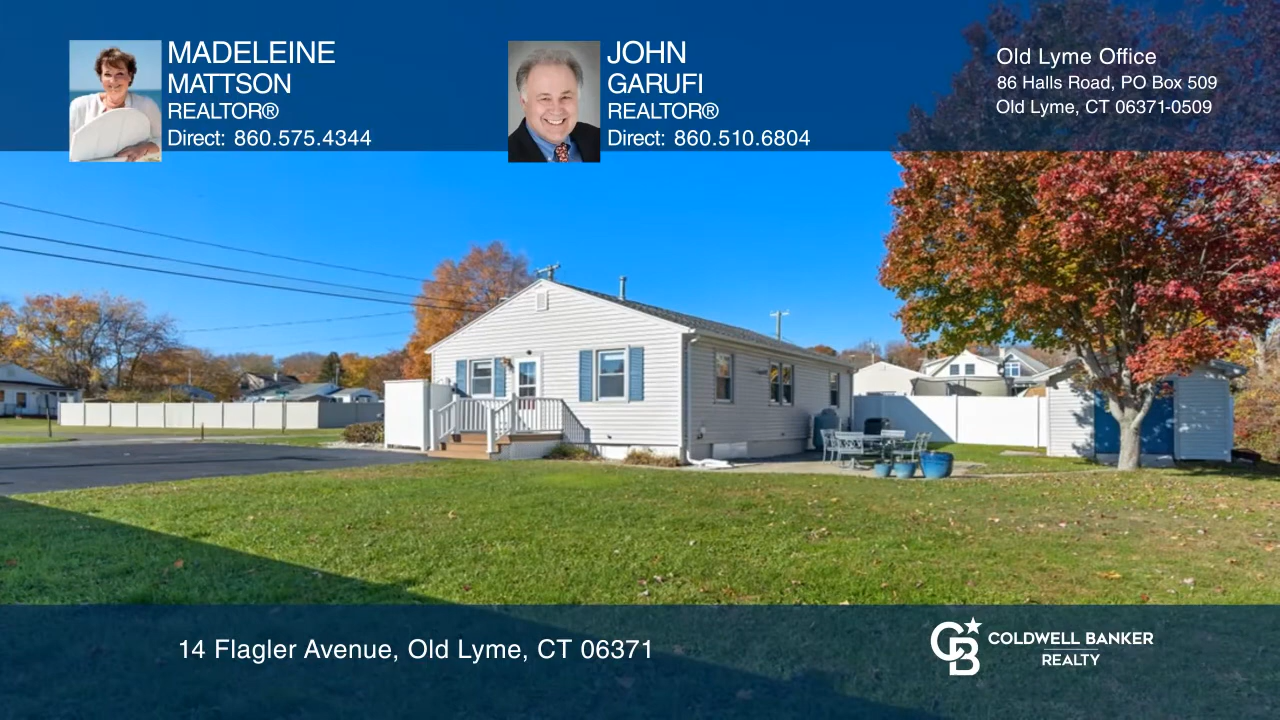 MADELEINE
MATTSON
REALTOR®
Direct: 860.575.4344
JOHN
GARUFI
REALTOR®
Direct: 860.510.6804
Old Lyme Office
86 Halls Road, PO Box 509
Old Lyme, CT 06371-0509
14 Flagler Avenue, Old Lyme, CT 06371
CB
COLDWELL BANKER
REALTY